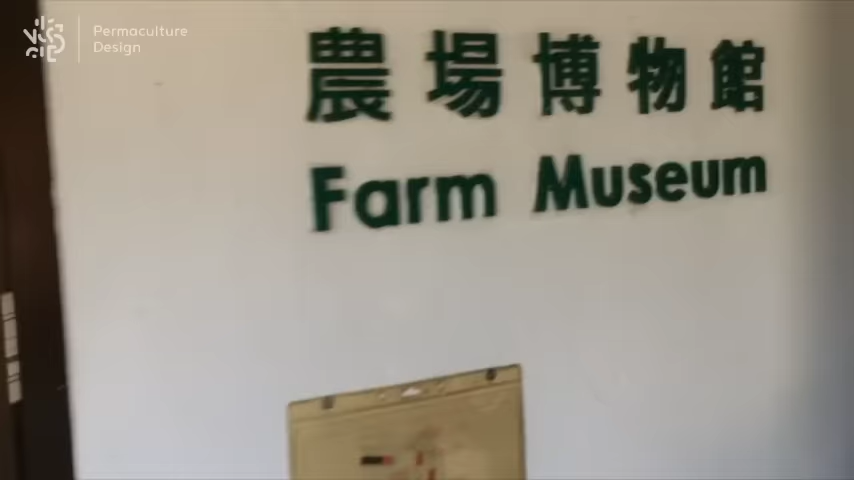 Permaculture
Design
農場博物館
Farm Museum